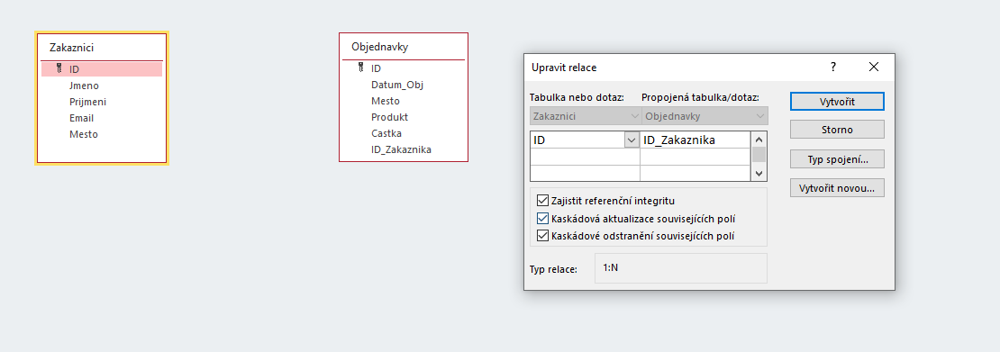 Zakaznici
ID
Jmeno
Prijmeni
Email
Mesto
Objednavky
ID
Datum_Obj
Mesto
Produkt
Castka
ID_Zakaznika
Upravit relace
?
Tabulka nebo dotaz: Propojená tabulka/dotaz:
Zakaznici Objednavky
ID ID_Zakaznika
Zajistit referenční integritu
Kaskádová aktualizace souvisejících polí
Kaskádové odstranění souvisejících polí
Typ relace: 1:N
Vytvořit
Storno
Typ spojení...
Vytvořit novou...